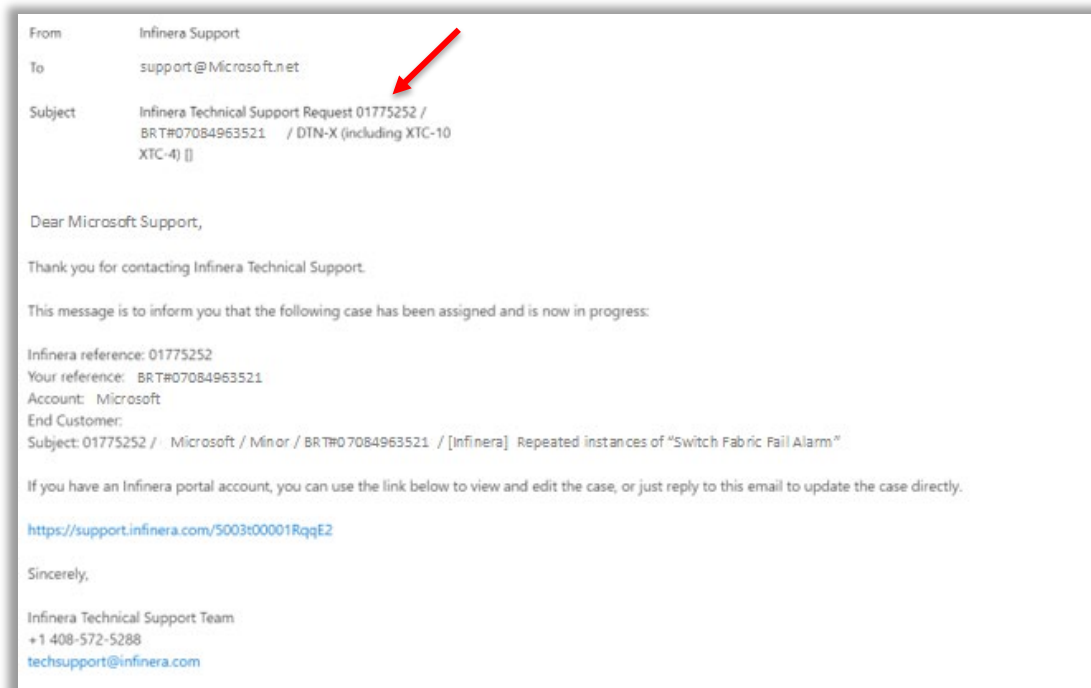 From Infinera Support
To support@Microsoft.net
Subject Infinera Technical Support Request 01775252 /
BRT#07084963521 / DTN-X (including XTC-10
XTC-4) []
Dear Microsoft Support,
Thank you for contacting Infinera Technical Support.
This message is to inform you that the following case has been assigned and is now in progress:
Infinera reference: 01775252
Your reference: BRT#07084963521
Account: Microsoft
End Customer:
Subject: 01775252 / Microsoft / Minor / BRT#07084963521 / [Infinera] Repeated instances of “Switch Fabric Fail Alarm”
If you have an Infinera portal account, you can use the link below to view and edit the case, or just reply to this email to update the case directly.
https://support.infinera.com/5003t00001RqqE2
Sincerely,
Infinera Technical Support Team
+1 408-572-5288
techsupport@infinera.com